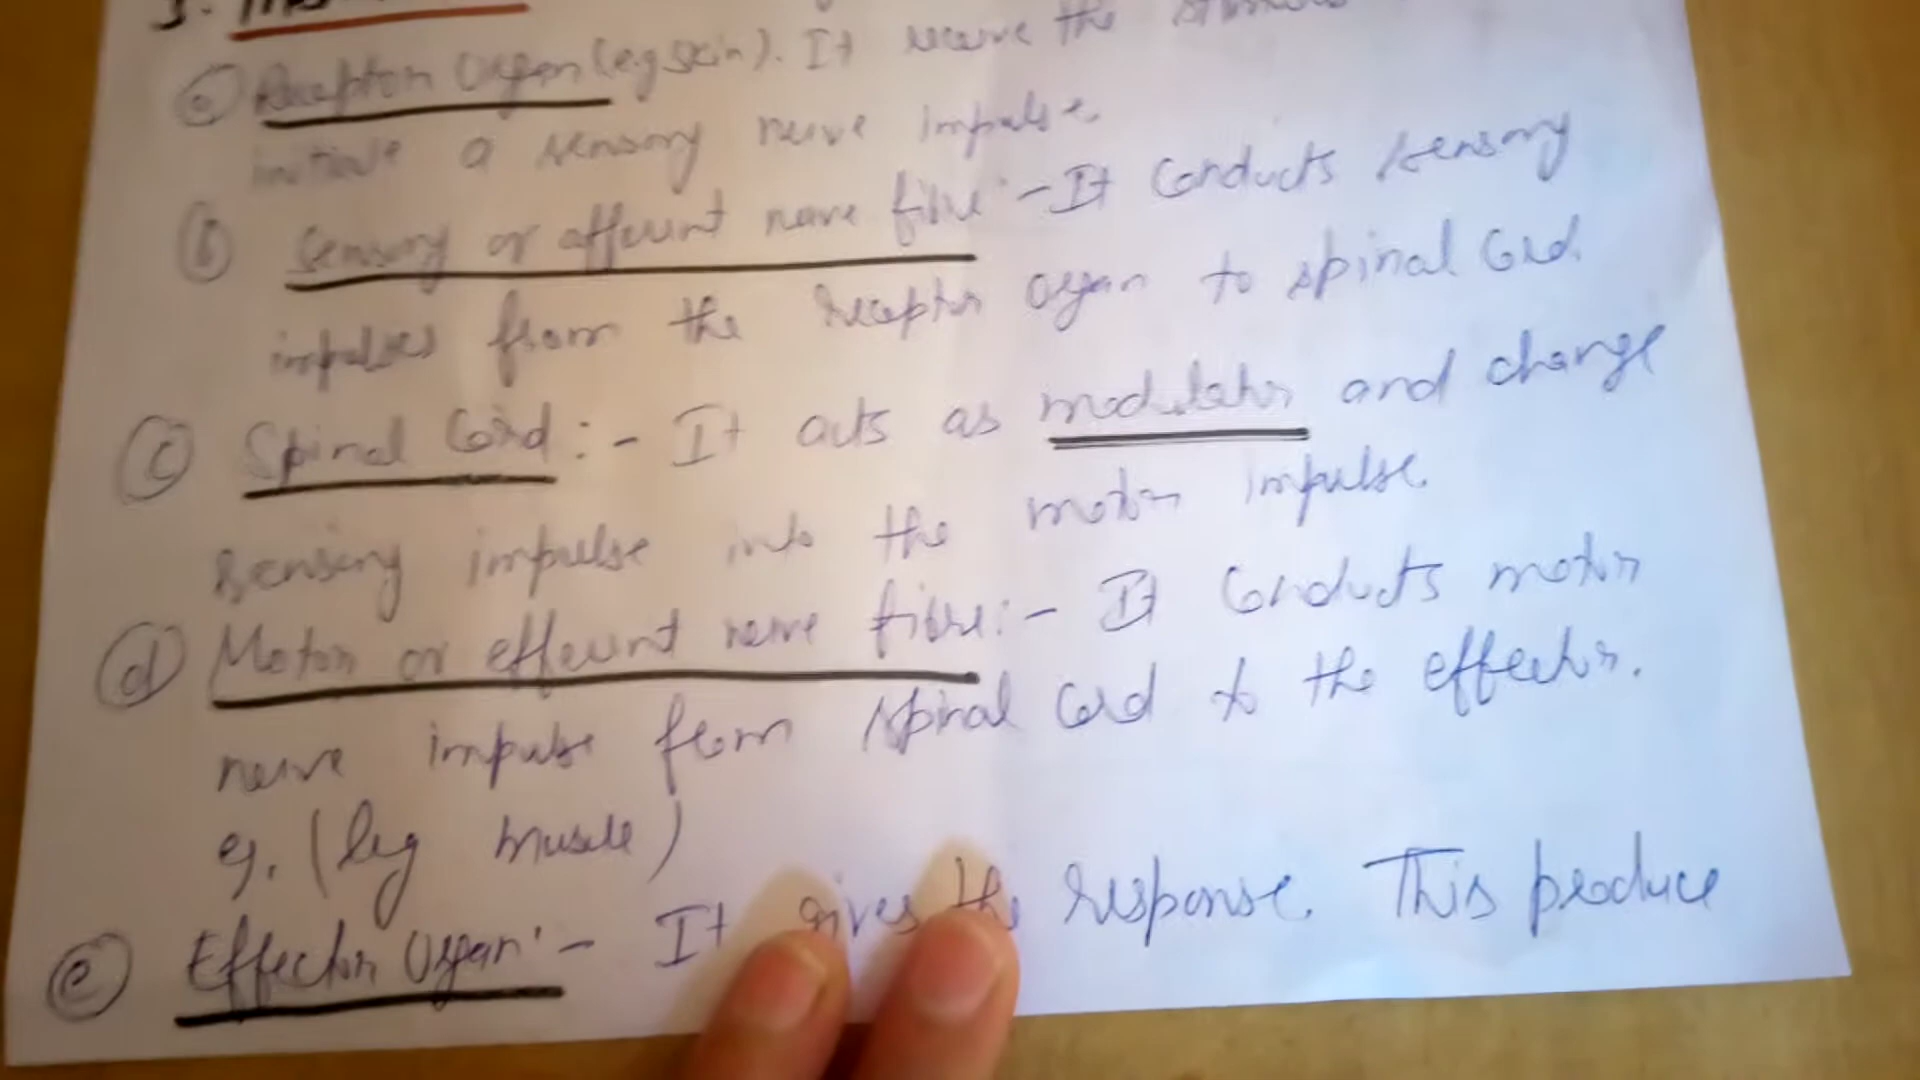 ⓐ Receptor Organ (eg skin). It receive the
initiate a sensory nerve impulse.
ⓑ Sensory or afferent nerve fibre :- It conducts sensory
impulses from the receptor organ to spinal Cord.
ⓒ Spinal Cord :- It acts as modulator and change
sensory impulse into the motor impulse.
ⓓ Motor or efferent nerve fibre :- It Conducts motor
nerve impulse from spinal Cord to the effector.
eg. (leg muscle)
ⓔ Effector Organ :- It gives the response. This produce